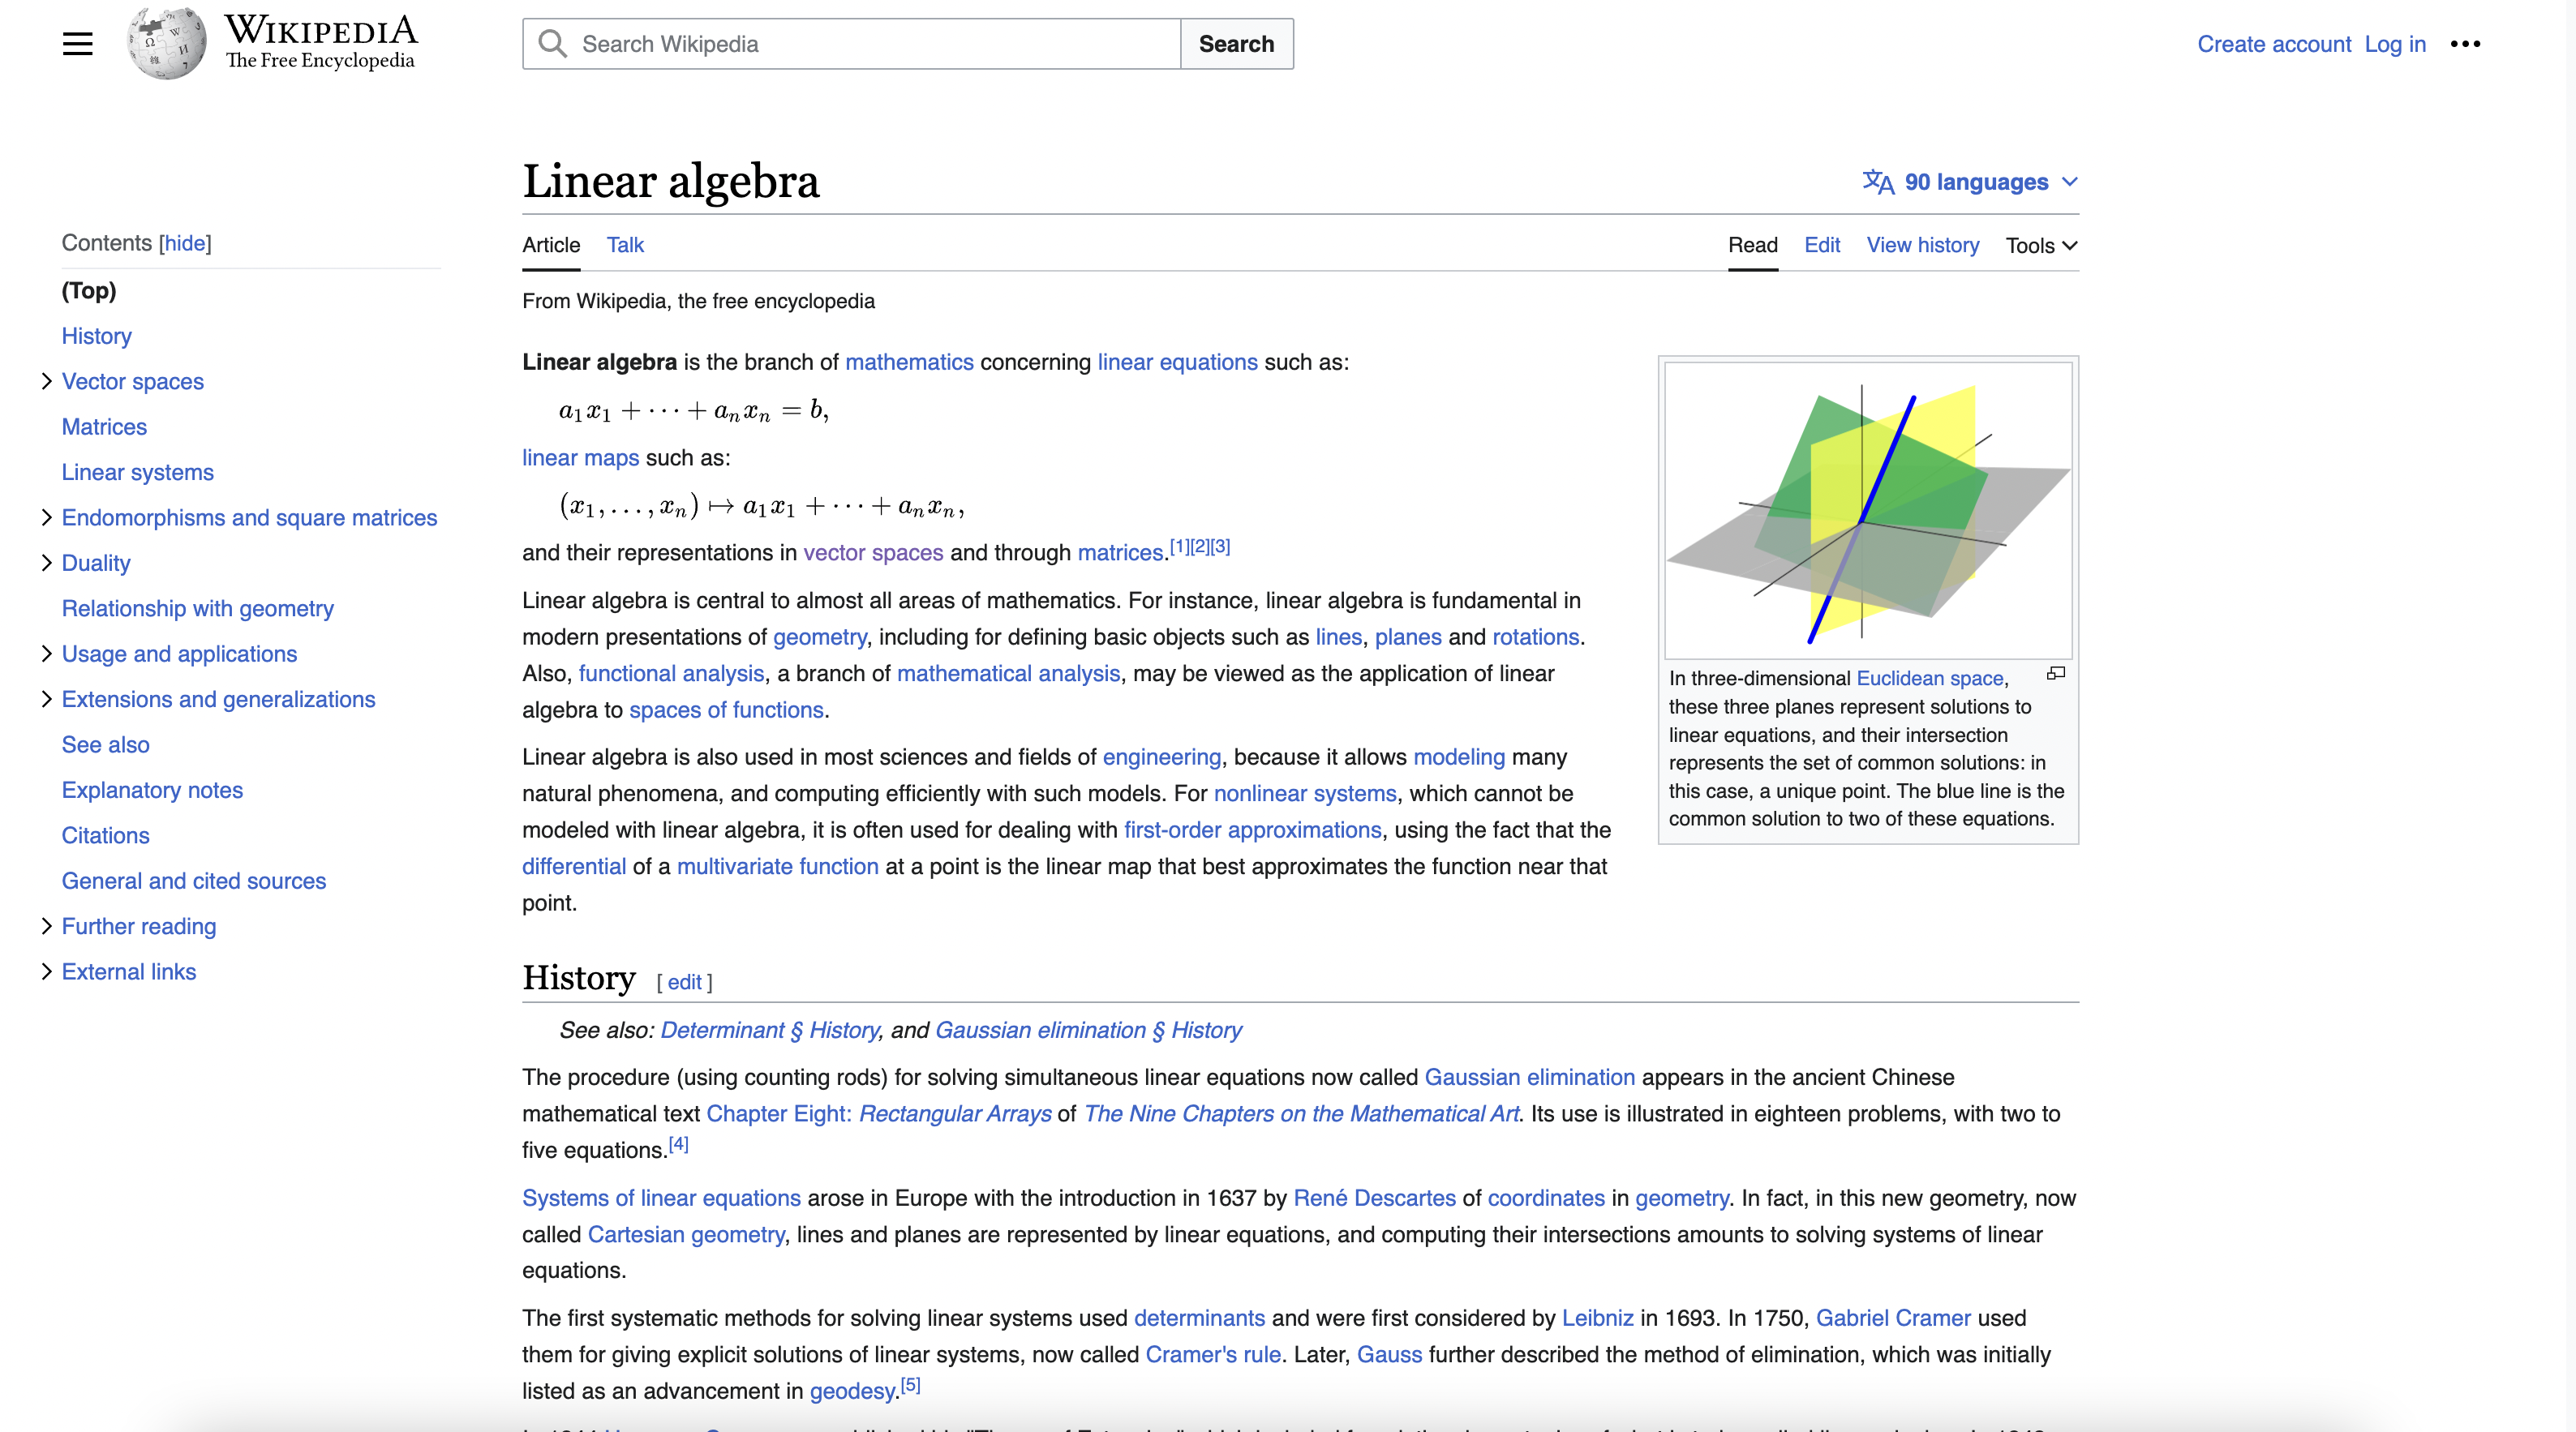 WIKIPEDIA
The Free Encyclopedia
Search Wikipedia
Search
Create account Log in
Linear algebra
90 languages
Contents [hide]
(Top)
History
Vector spaces
Matrices
Linear systems
Endomorphisms and square matrices
Duality
Relationship with geometry
Usage and applications
Extensions and generalizations
See also
Explanatory notes
Citations
General and cited sources
Further reading
External links
Article Talk
Read Edit View history Tools
From Wikipedia, the free encyclopedia
Linear algebra is the branch of mathematics concerning linear equations such as:
a₁x₁ + ⋯ + aₙxₙ = b,
linear maps such as:
(x₁, …, xₙ) ↦ a₁x₁ + ⋯ + aₙxₙ,
and their representations in vector spaces and through matrices.[1][2][3]
Linear algebra is central to almost all areas of mathematics. For instance, linear algebra is fundamental in
modern presentations of geometry, including for defining basic objects such as lines, planes and rotations.
Also, functional analysis, a branch of mathematical analysis, may be viewed as the application of linear
algebra to spaces of functions.
Linear algebra is also used in most sciences and fields of engineering, because it allows modeling many
natural phenomena, and computing efficiently with such models. For nonlinear systems, which cannot be
modeled with linear algebra, it is often used for dealing with first-order approximations, using the fact that the
differential of a multivariate function at a point is the linear map that best approximates the function near that
point.
In three-dimensional Euclidean space,
these three planes represent solutions to
linear equations, and their intersection
represents the set of common solutions: in
this case, a unique point. The blue line is the
common solution to two of these equations.
History [ edit ]
See also: Determinant § History, and Gaussian elimination § History
The procedure (using counting rods) for solving simultaneous linear equations now called Gaussian elimination appears in the ancient Chinese
mathematical text Chapter Eight: Rectangular Arrays of The Nine Chapters on the Mathematical Art. Its use is illustrated in eighteen problems, with two to
five equations.[4]
Systems of linear equations arose in Europe with the introduction in 1637 by René Descartes of coordinates in geometry. In fact, in this new geometry, now
called Cartesian geometry, lines and planes are represented by linear equations, and computing their intersections amounts to solving systems of linear
equations.
The first systematic methods for solving linear systems used determinants and were first considered by Leibniz in 1693. In 1750, Gabriel Cramer used
them for giving explicit solutions of linear systems, now called Cramer's rule. Later, Gauss further described the method of elimination, which was initially
listed as an advancement in geodesy.[5]